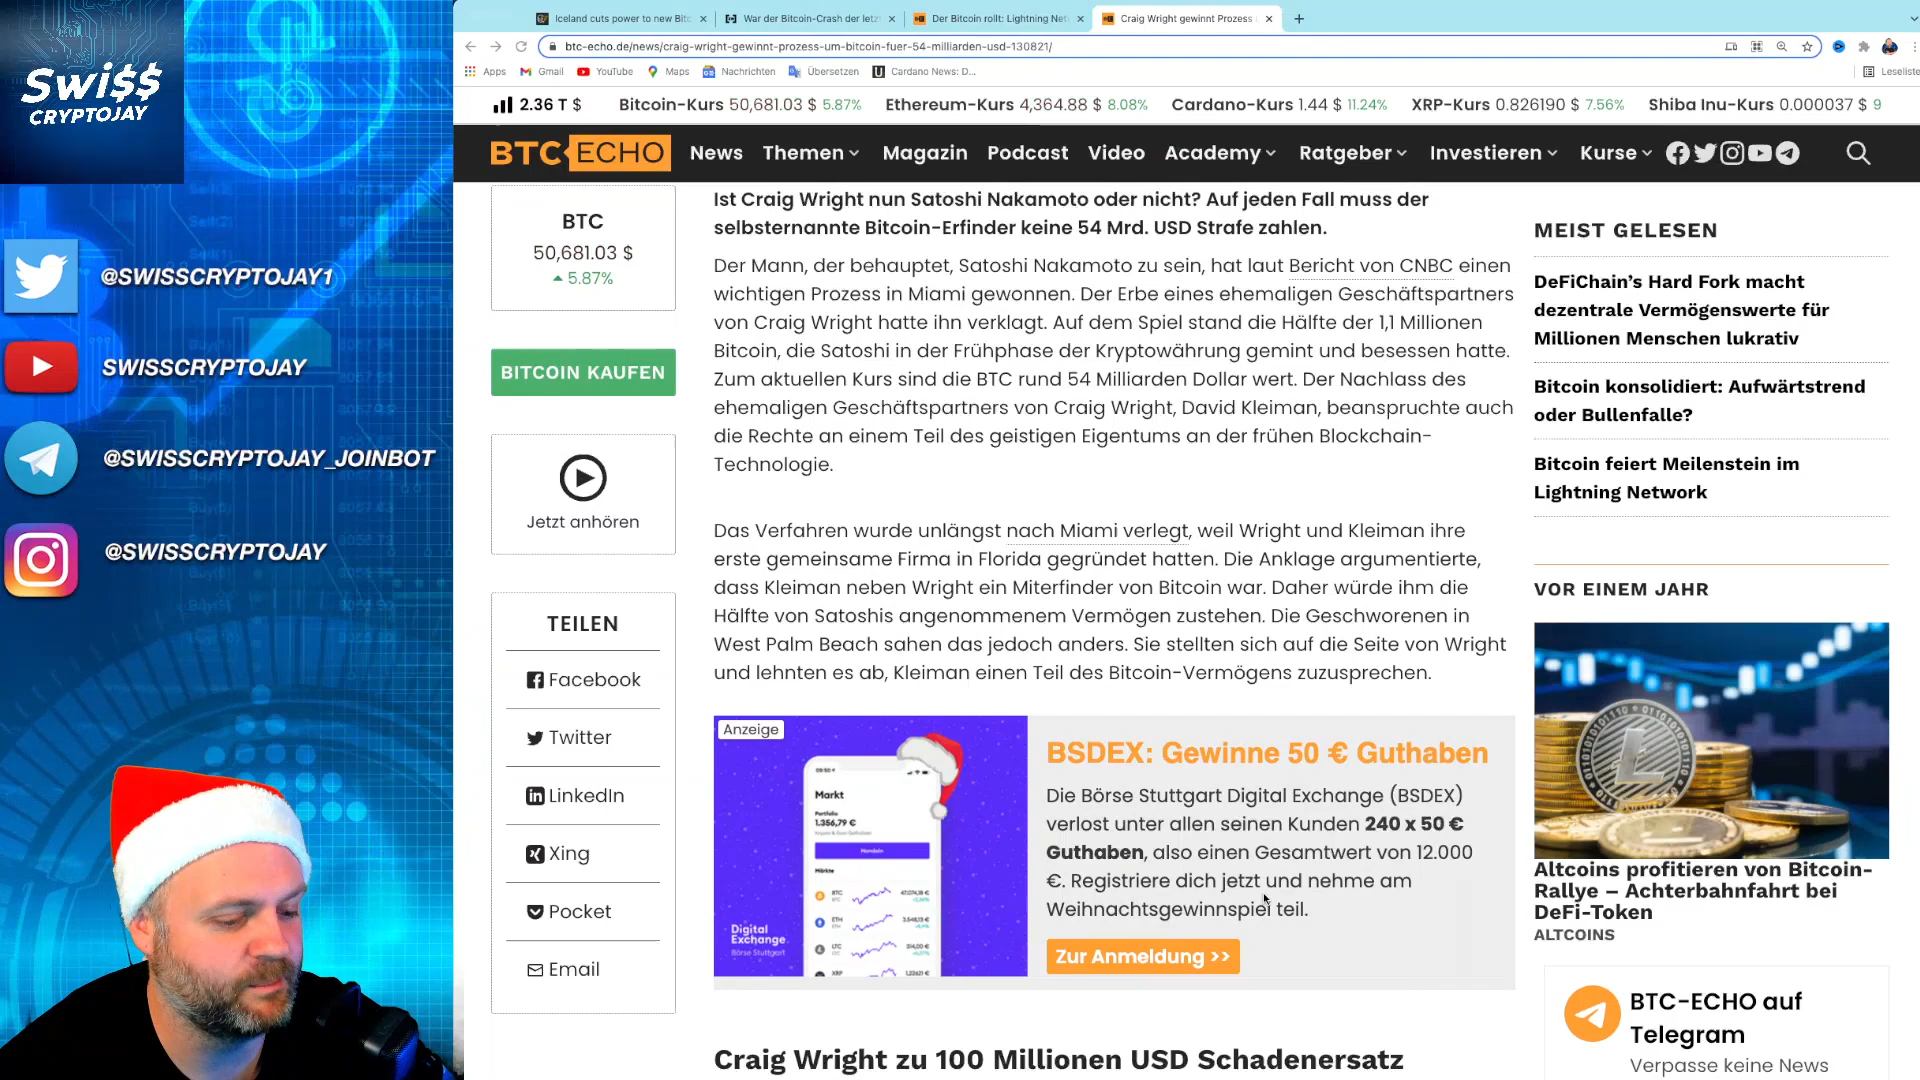 Swi$$
CRYPTOJAY
@SWISSCRYPTOJAY1
SWISSCRYPTOJAY
@SWISSCRYPTOJAY_JOINBOT
@SWISSCRYPTOJAY
Iceland cuts power to new Bitc
War der Bitcoin-Crash der letz
Der Bitcoin rollt: Lightning Net
Craig Wright gewinnt Prozess
btc-echo.de/news/craig-wright-gewinnt-prozess-um-bitcoin-fuer-54-milliarden-usd-130821/
Apps
Gmail
YouTube
Maps
Nachrichten
Übersetzen
Cardano News: D...
Leseliste
2.36 T $
Bitcoin-Kurs 50,681.03 $ 5.87%
Ethereum-Kurs 4,364.88 $ 8.08%
Cardano-Kurs 1.44 $ 11.24%
XRP-Kurs 0.826190 $ 7.56%
Shiba Inu-Kurs 0.000037 $ 9
BTC ECHO
News
Themen
Magazin
Podcast
Video
Academy
Ratgeber
Investieren
Kurse
BTC
50,681.03 $
5.87%
BITCOIN KAUFEN
Jetzt anhören
TEILEN
Facebook
Twitter
LinkedIn
Xing
Pocket
Email
Ist Craig Wright nun Satoshi Nakamoto oder nicht? Auf jeden Fall muss der
selbsternannte Bitcoin-Erfinder keine 54 Mrd. USD Strafe zahlen.
Der Mann, der behauptet, Satoshi Nakamoto zu sein, hat laut Bericht von CNBC einen
wichtigen Prozess in Miami gewonnen. Der Erbe eines ehemaligen Geschäftspartners
von Craig Wright hatte ihn verklagt. Auf dem Spiel stand die Hälfte der 1,1 Millionen
Bitcoin, die Satoshi in der Frühphase der Kryptowährung gemint und besessen hatte.
Zum aktuellen Kurs sind die BTC rund 54 Milliarden Dollar wert. Der Nachlass des
ehemaligen Geschäftspartners von Craig Wright, David Kleiman, beanspruchte auch
die Rechte an einem Teil des geistigen Eigentums an der frühen Blockchain-
Technologie.
Das Verfahren wurde unlängst nach Miami verlegt, weil Wright und Kleiman ihre
erste gemeinsame Firma in Florida gegründet hatten. Die Anklage argumentierte,
dass Kleiman neben Wright ein Miterfinder von Bitcoin war. Daher würde ihm die
Hälfte von Satoshis angenommenem Vermögen zustehen. Die Geschworenen in
West Palm Beach sahen das jedoch anders. Sie stellten sich auf die Seite von Wright
und lehnten es ab, Kleiman einen Teil des Bitcoin-Vermögens zuzusprechen.
Anzeige
Markt
Portfolio
1.356,79 €
Handeln
Märkte
BTC
ETH
LTC
XRP
Digital
Exchange
Börse Stuttgart
BSDEX: Gewinne 50 € Guthaben
Die Börse Stuttgart Digital Exchange (BSDEX)
verlost unter allen seinen Kunden 240 x 50 €
Guthaben, also einen Gesamtwert von 12.000
€. Registriere dich jetzt und nehme am
Weihnachtsgewinnspiel teil.
Zur Anmeldung >>
Craig Wright zu 100 Millionen USD Schadenersatz
MEIST GELESEN
DeFiChain's Hard Fork macht
dezentrale Vermögenswerte für
Millionen Menschen lukrativ
Bitcoin konsolidiert: Aufwärtstrend
oder Bullenfalle?
Bitcoin feiert Meilenstein im
Lightning Network
VOR EINEM JAHR
Altcoins profitieren von Bitcoin-
Rallye – Achterbahnfahrt bei
DeFi-Token
ALTCOINS
BTC-ECHO auf
Telegram
Verpasse keine News